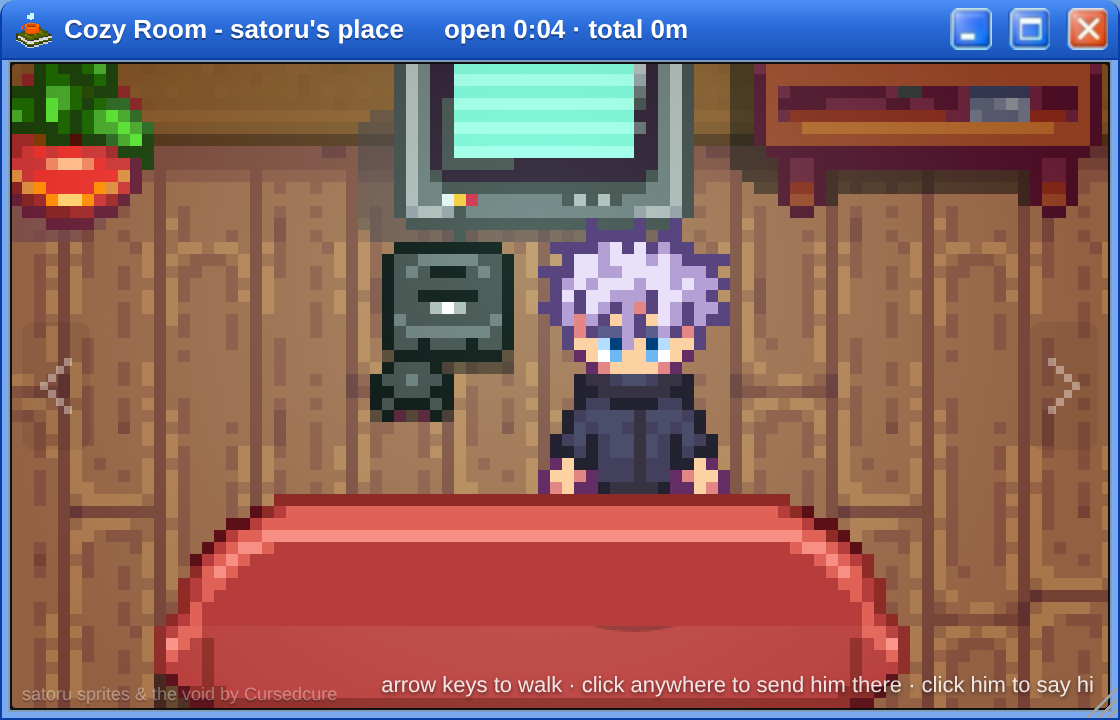 Cozy Room - satoru's place open 0:04 · total 0m
satoru sprites & the void by Cursedcure
arrow keys to walk · click anywhere to send him there · click him to say hi